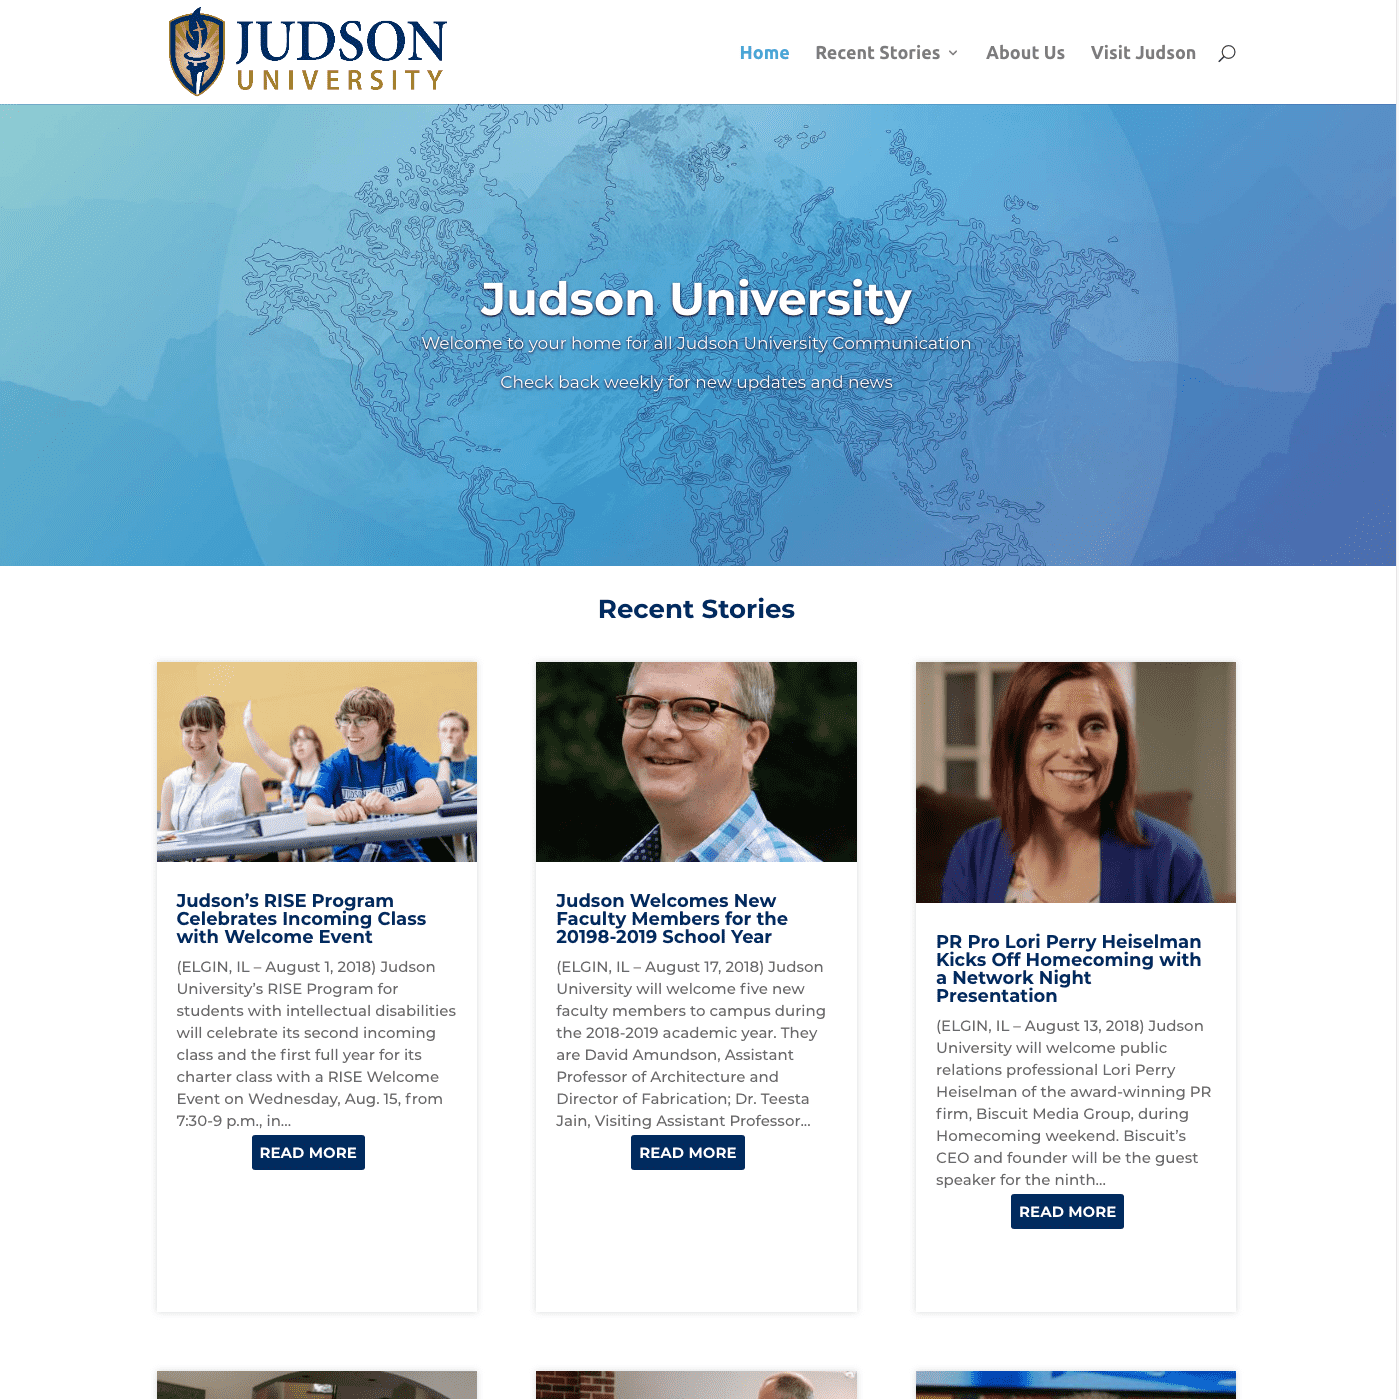 JUDSON
UNIVERSITY
Home
Recent Stories
About Us
Visit Judson
Judson University
Welcome to your home for all Judson University Communication
Check back weekly for new updates and news
Recent Stories
Judson’s RISE Program
Celebrates Incoming Class
with Welcome Event
(ELGIN, IL – August 1, 2018) Judson
University’s RISE Program for
students with intellectual disabilities
will celebrate its second incoming
class and the first full year for its
charter class with a RISE Welcome
Event on Wednesday, Aug. 15, from
7:30-9 p.m., in...
READ MORE
Judson Welcomes New
Faculty Members for the
20198-2019 School Year
(ELGIN, IL – August 17, 2018) Judson
University will welcome five new
faculty members to campus during
the 2018-2019 academic year. They
are David Amundson, Assistant
Professor of Architecture and
Director of Fabrication; Dr. Teesta
Jain, Visiting Assistant Professor...
READ MORE
PR Pro Lori Perry Heiselman
Kicks Off Homecoming with
a Network Night
Presentation
(ELGIN, IL – August 13, 2018) Judson
University will welcome public
relations professional Lori Perry
Heiselman of the award-winning PR
firm, Biscuit Media Group, during
Homecoming weekend. Biscuit’s
CEO and founder will be the guest
speaker for the ninth...
READ MORE